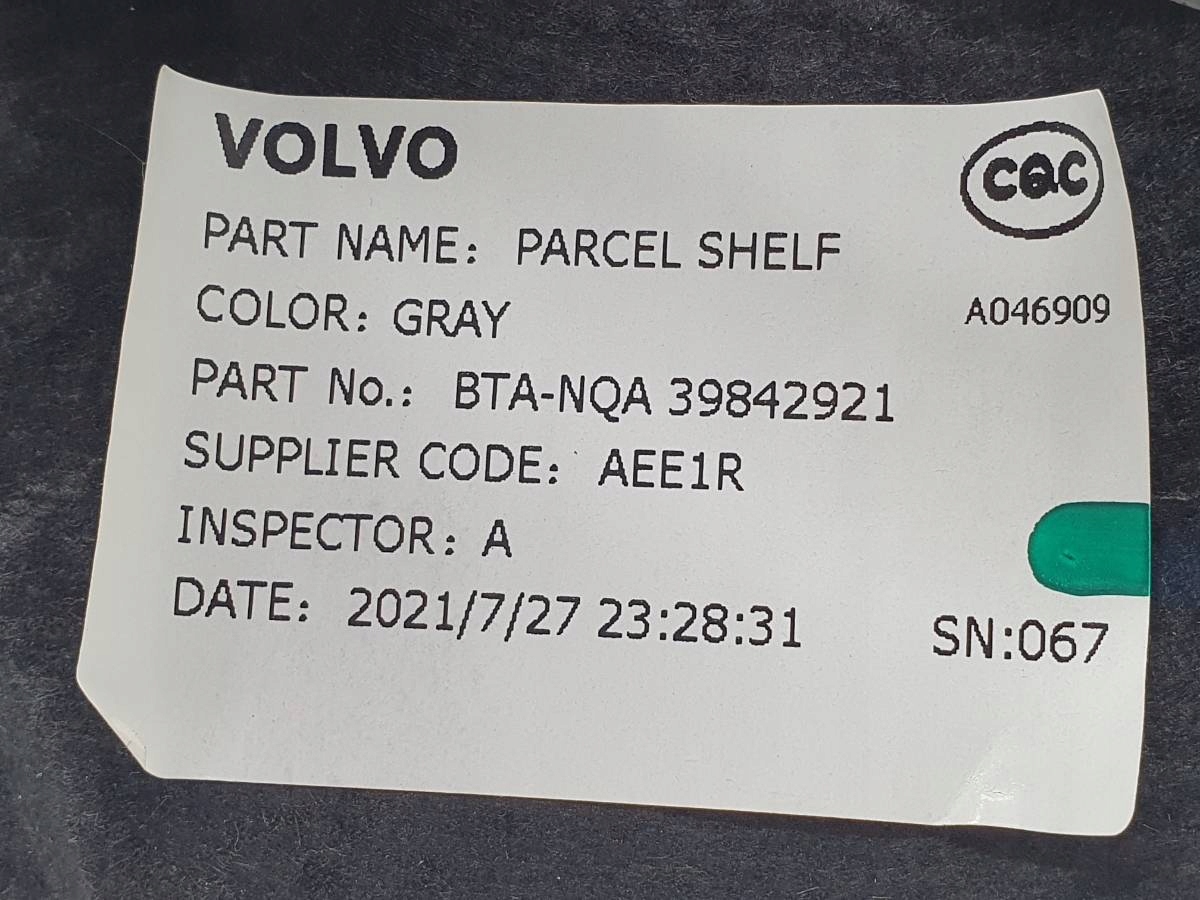 VOLVO
CQC
PART NAME: PARCEL SHELF
COLOR: GRAY
A046909
PART No.: BTA-NQA 39842921
SUPPLIER CODE: AEE1R
INSPECTOR: A
DATE: 2021/7/27 23:28:31
SN:067